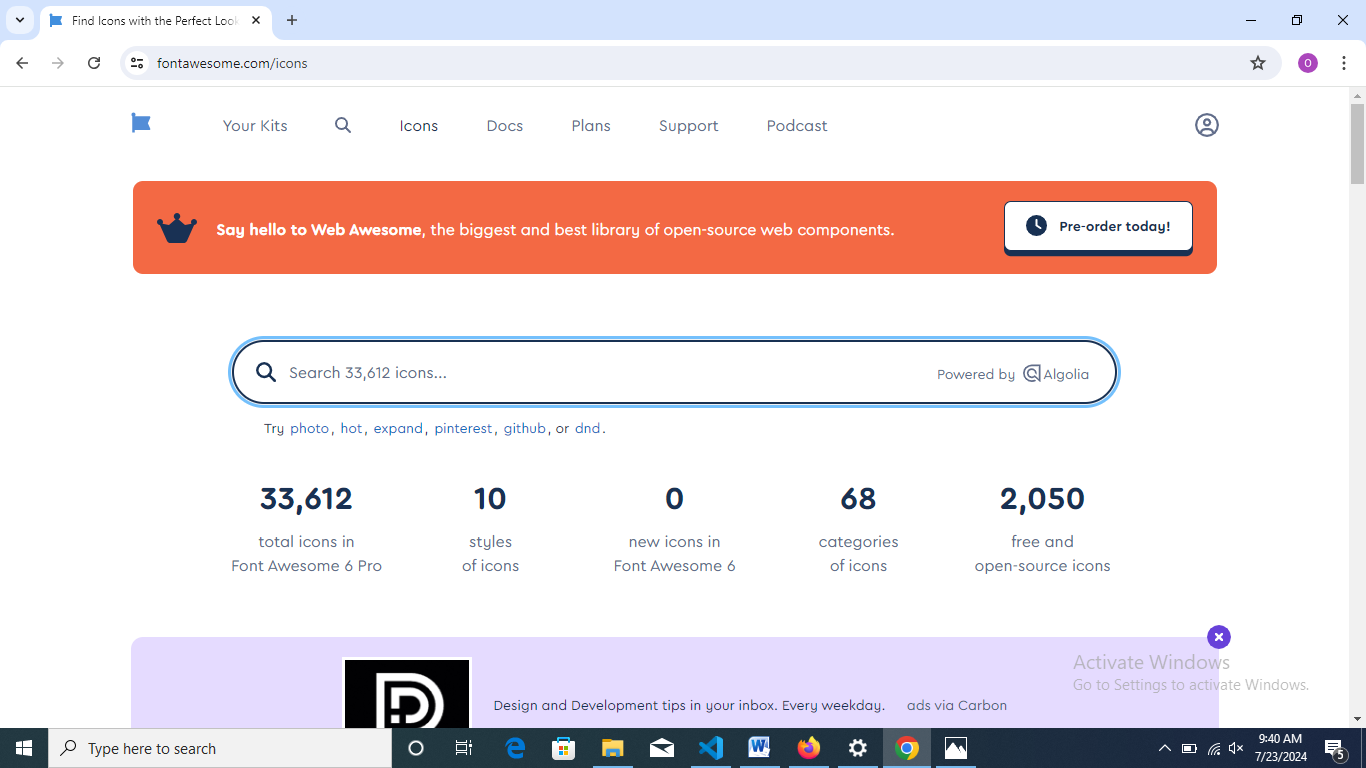 Find Icons with the Perfect Look
fontawesome.com/icons
O
Your Kits
Icons
Docs
Plans
Support
Podcast
Say hello to Web Awesome, the biggest and best library of open-source web components.
Pre-order today!
Search 33,612 icons...
Powered by Algolia
Try photo, hot, expand, pinterest, github, or dnd.
33,612
total icons in
Font Awesome 6 Pro
10
styles
of icons
0
new icons in
Font Awesome 6
68
categories
of icons
2,050
free and
open-source icons
Design and Development tips in your inbox. Every weekday.
ads via Carbon
Activate Windows
Go to Settings to activate Windows.
Type here to search
9:40 AM
7/23/2024
5